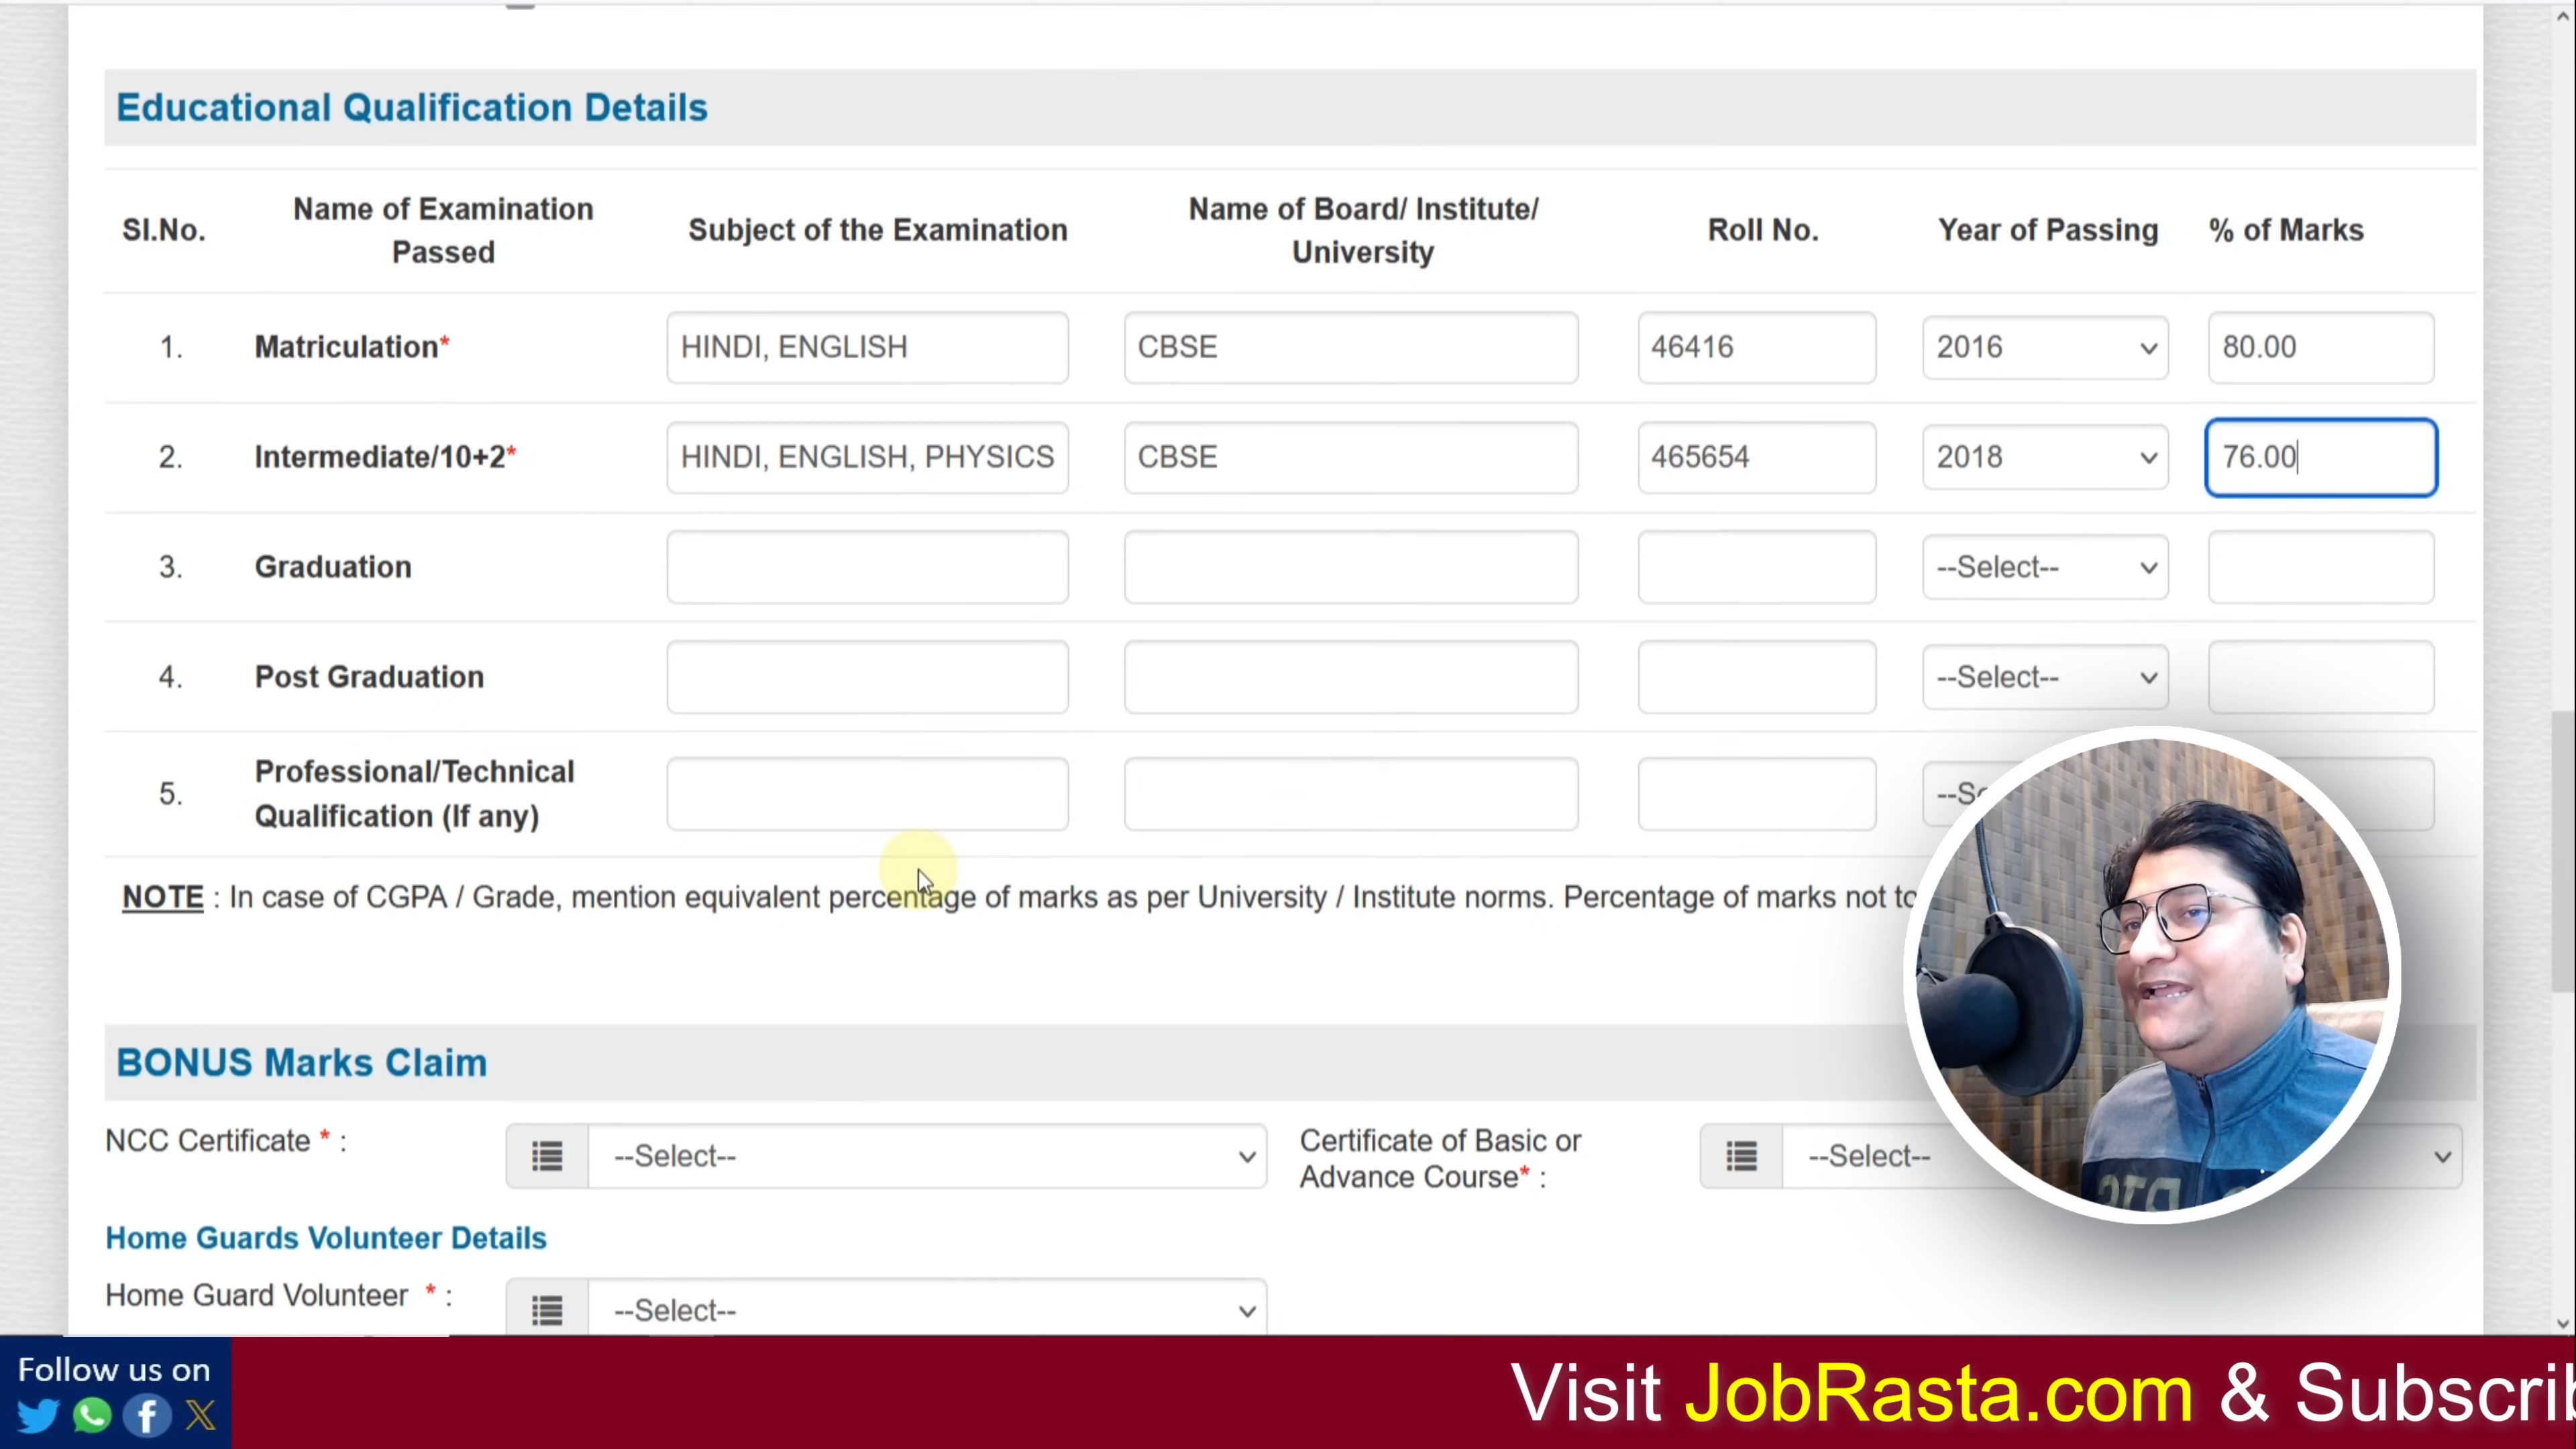 Educational Qualification Details
Sl.No.
Name of Examination
Passed
Subject of the Examination
Name of Board/ Institute/
University
Roll No.
Year of Passing
% of Marks
1.
Matriculation*
HINDI, ENGLISH
CBSE
46416
2016
80.00
2.
Intermediate/10+2*
HINDI, ENGLISH, PHYSICS
CBSE
465654
2018
76.00
3.
Graduation
--Select--
4.
Post Graduation
--Select--
5.
Professional/Technical
Qualification (If any)
NOTE : In case of CGPA / Grade, mention equivalent percentage of marks as per University / Institute norms. Percentage of marks not to
BONUS Marks Claim
NCC Certificate * :
--Select--
Certificate of Basic or
Advance Course* :
--Select--
Home Guards Volunteer Details
Home Guard Volunteer * :
--Select--
Follow us on
Visit JobRasta.com & Subscrib